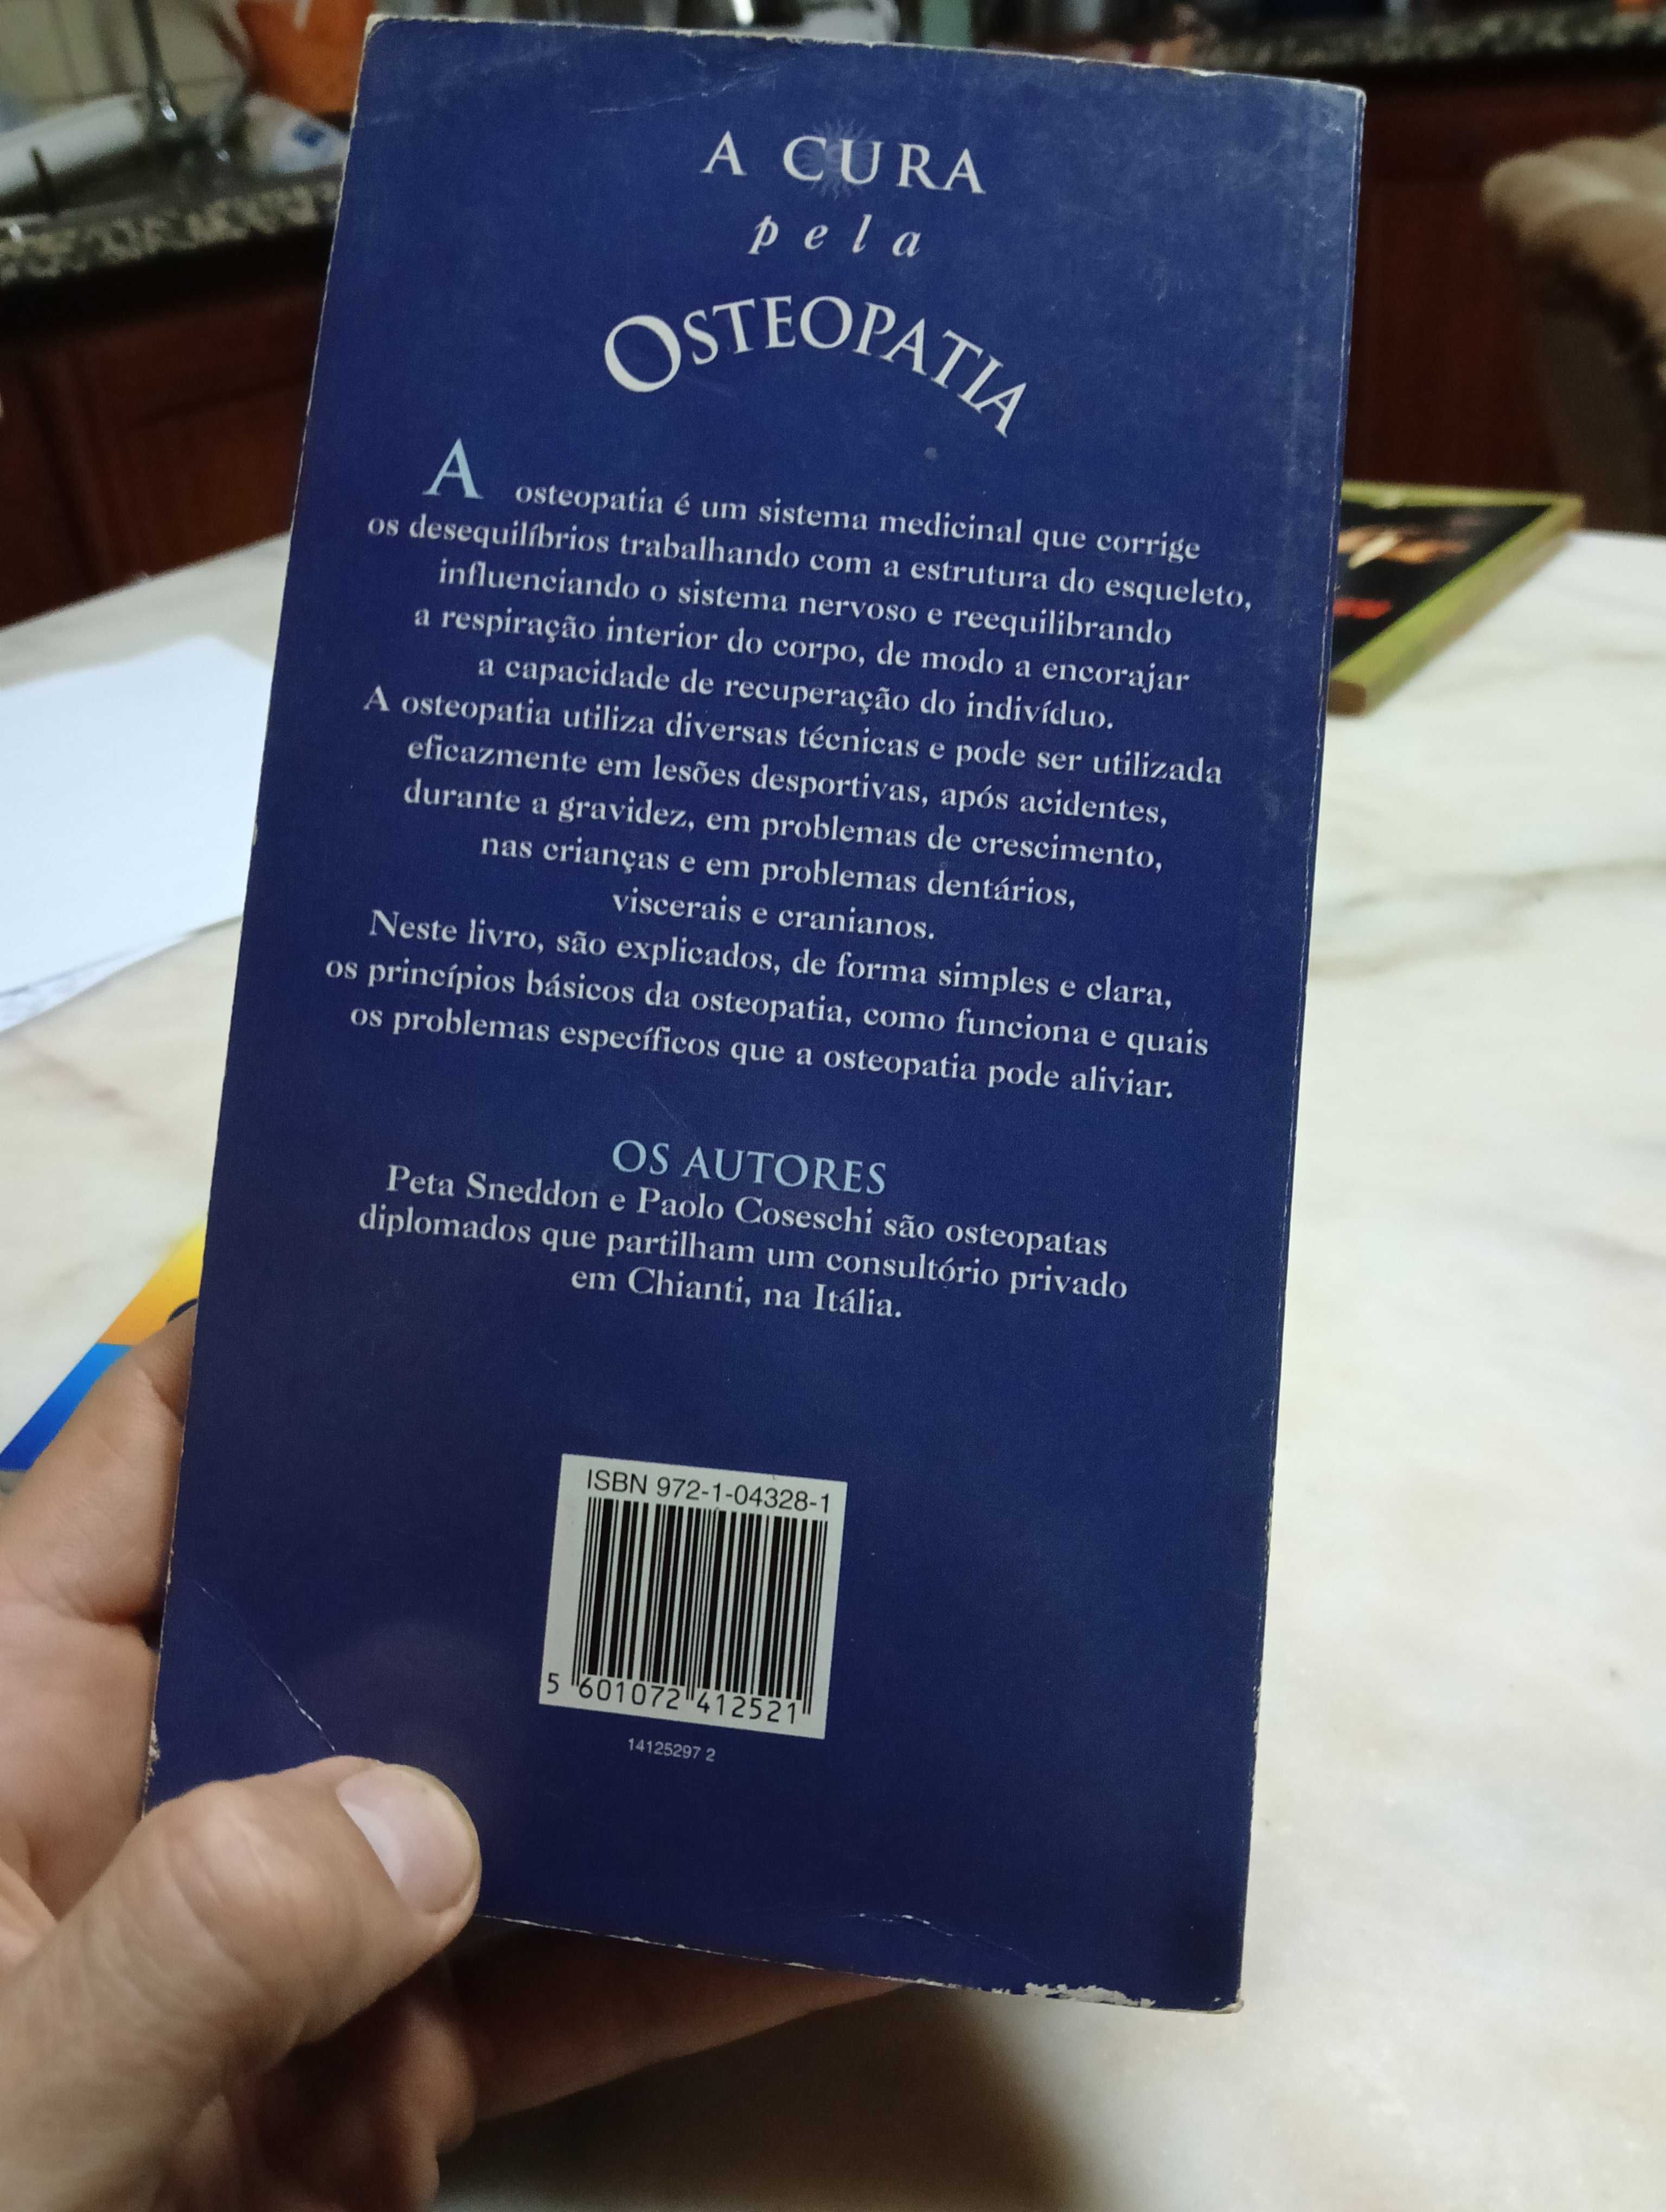 A CURA
pela
OSTEOPATIA
A osteopatia é um sistema medicinal que corrige
os desequilíbrios trabalhando com a estrutura do esqueleto,
influenciando o sistema nervoso e reequilibrando
a respiração interior do corpo, de modo a encorajar
a capacidade de recuperação do indivíduo.
A osteopatia utiliza diversas técnicas e pode ser utilizada
eficazmente em lesões desportivas, após acidentes,
durante a gravidez, em problemas de crescimento,
nas crianças e em problemas dentários,
viscerais e cranianos.
Neste livro, são explicados, de forma simples e clara,
os princípios básicos da osteopatia, como funciona e quais
os problemas específicos que a osteopatia pode aliviar.
OS AUTORES
Peta Sneddon e Paolo Coseschi são osteopatas
diplomados que partilham um consultório privado
em Chianti, na Itália.
ISBN 972-1-04328-1
5 601072 412521
14125297 2